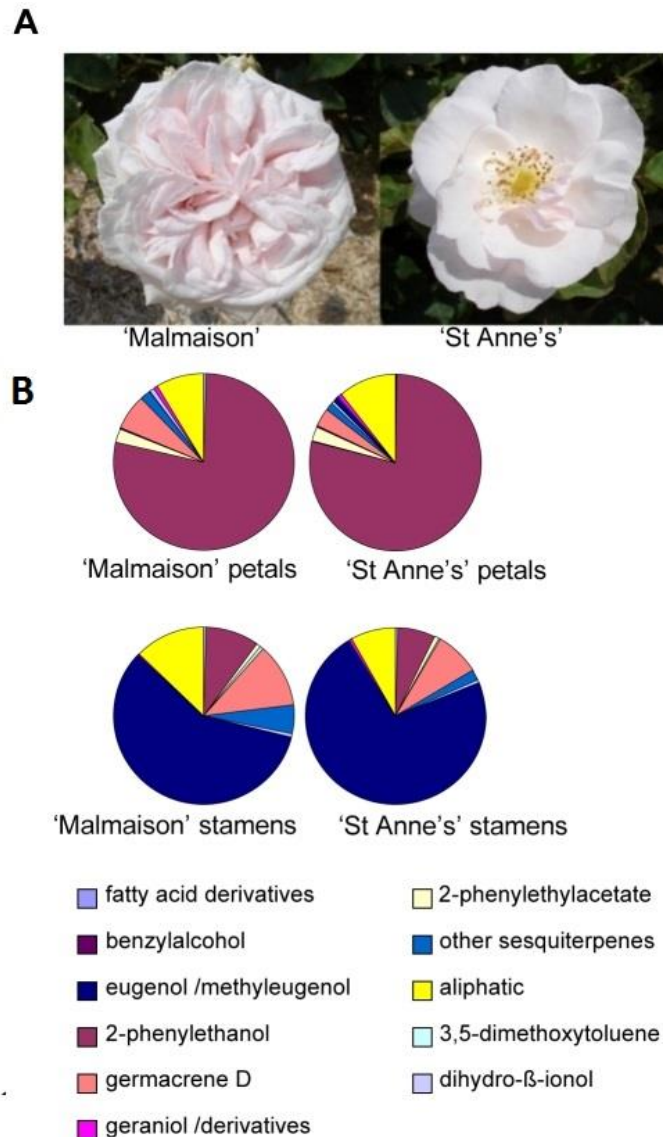 A
'Malmaison' 'St Anne's'
B
'Malmaison' petals 'St Anne's' petals
'Malmaison' stamens 'St Anne's' stamens
fatty acid derivatives 2-phenylethylacetate
benzylalcohol other sesquiterpenes
eugenol /methyleugenol aliphatic
2-phenylethanol 3,5-dimethoxytoluene
germacrene D dihydro-ß-ionol
geraniol /derivatives